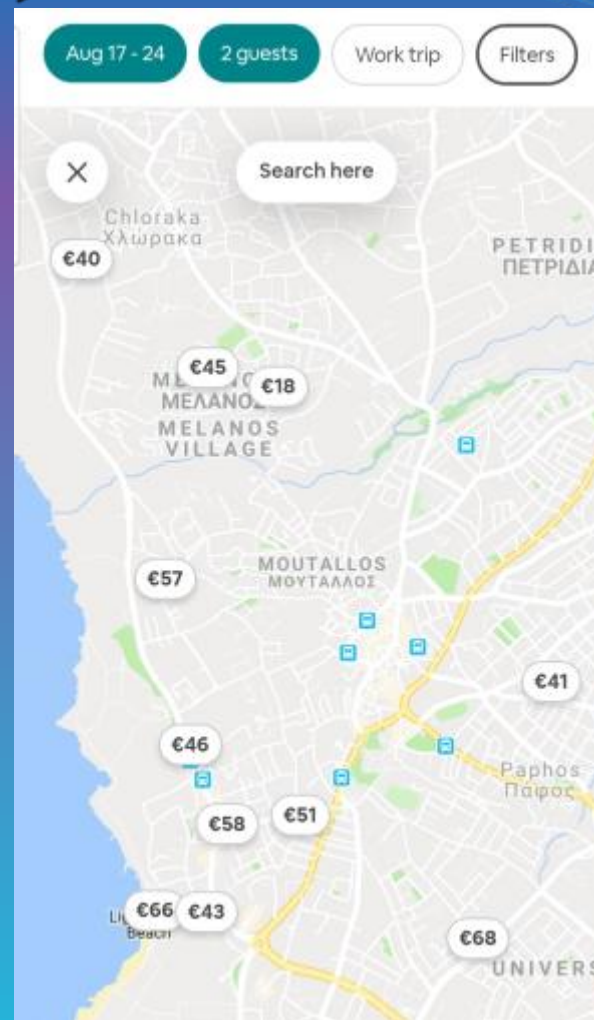 Aug 17 - 24
2 guests
Work trip
Filters
Search here
Chloraka
Χλώρακα
€40
PETRIDI
ΠΕΤΡΙΔΙΑ
€45
€18
ΜΕΛΑΝΟΣ
MELANOS
VILLAGE
€57
MOUTALLOS
ΜΟΥΤΑΛΛΟΣ
€41
€46
Paphos
Πάφος
€58
€51
€66
€43
Beach
€68
UNIVERS